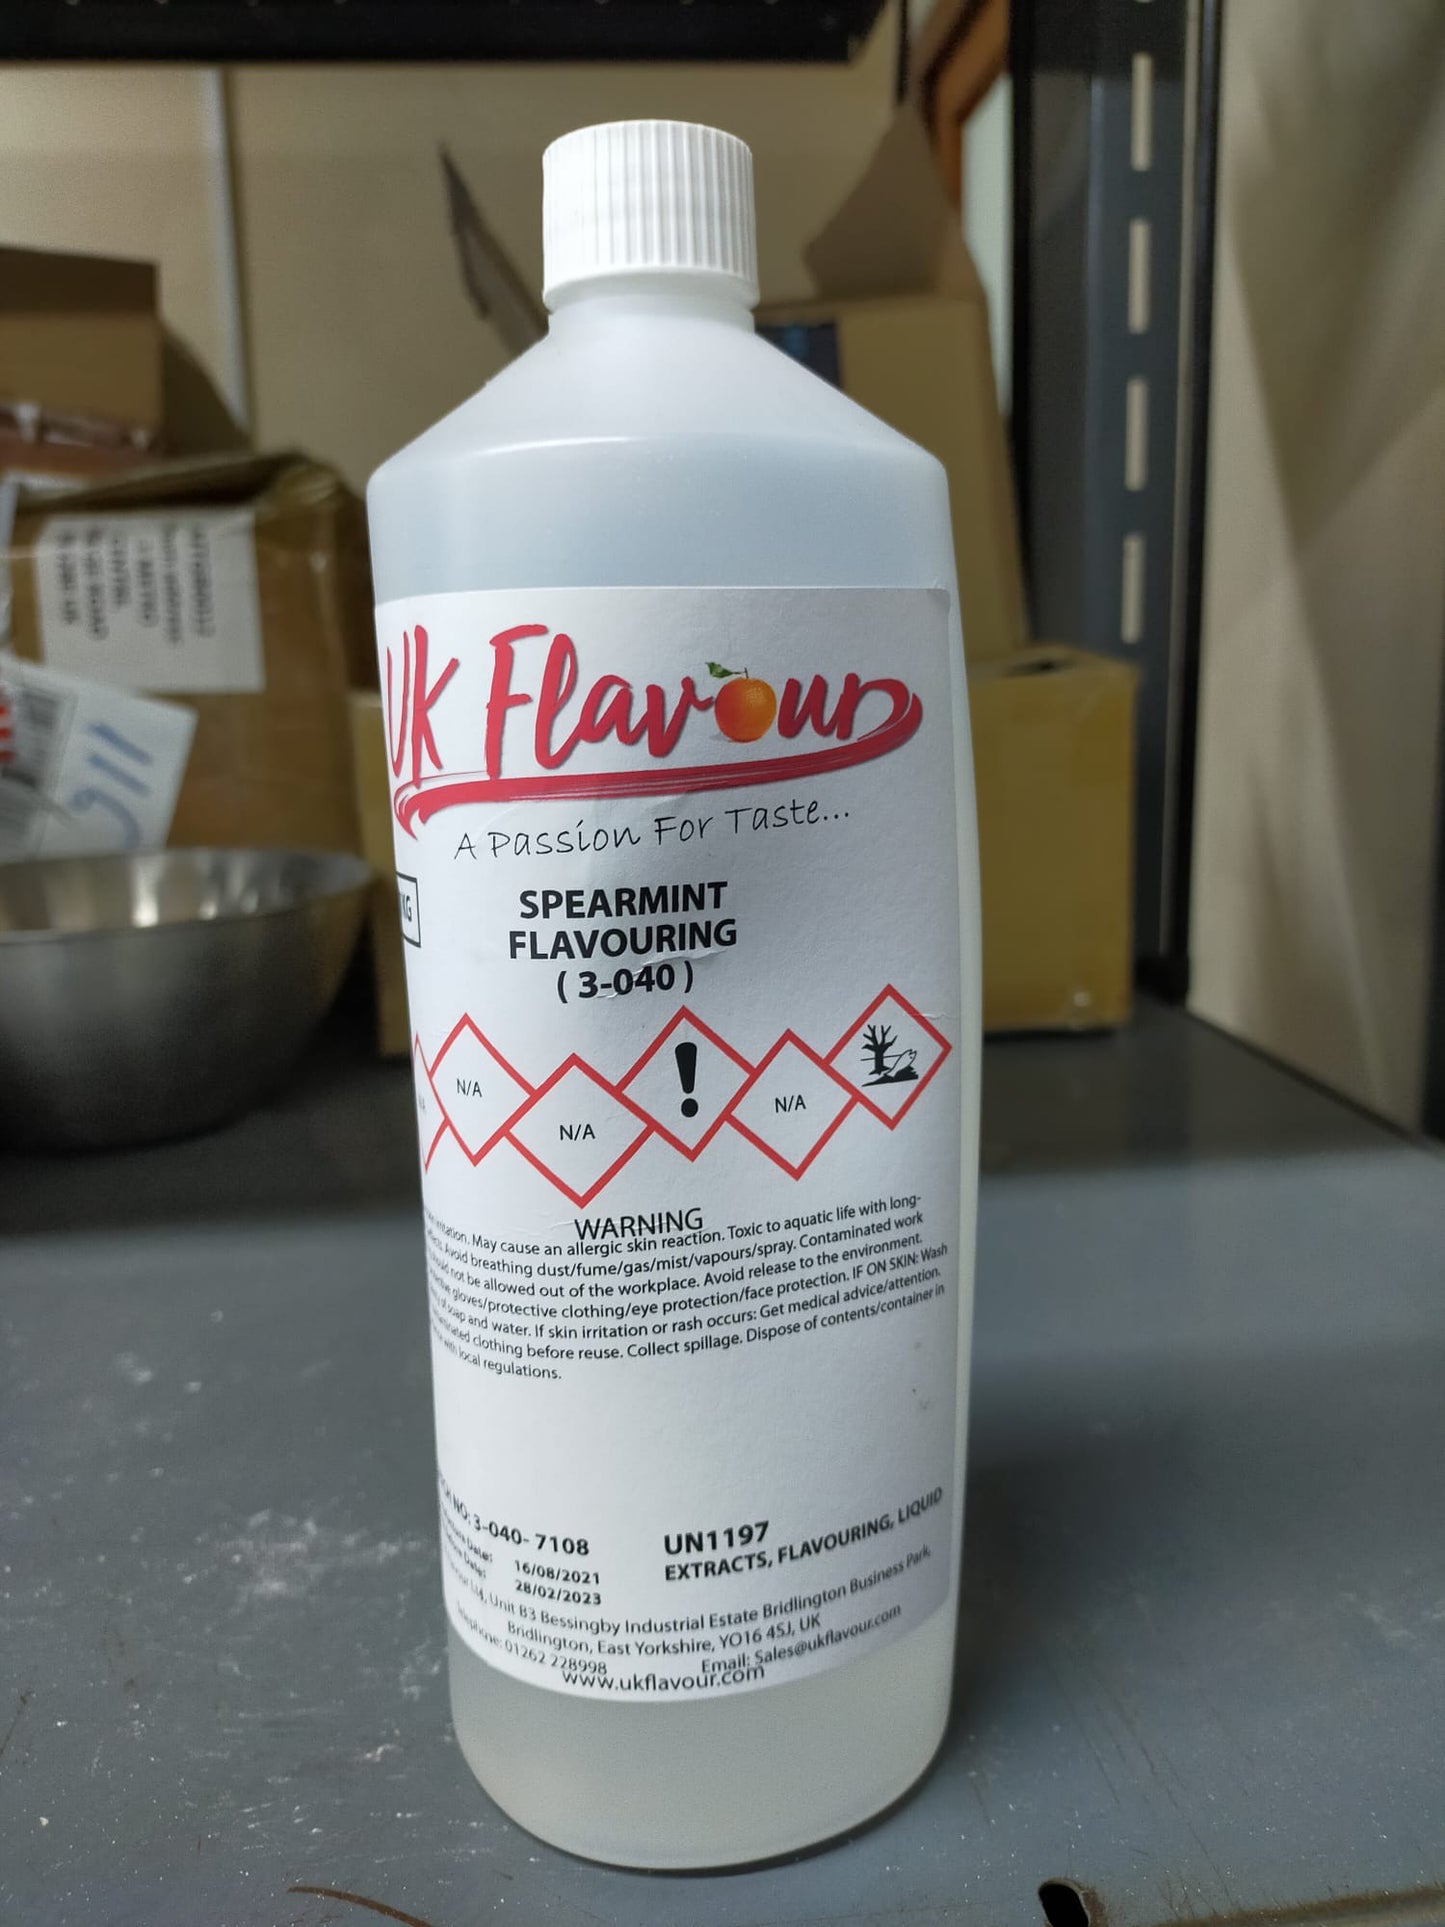 UK Flavour
A Passion For Taste...
KG
SPEARMINT
FLAVOURING
( 3-040 )
N/A
N/A
N/A
WARNING
May cause an allergic skin reaction. Toxic to aquatic life with long-
Avoid breathing dust/fume/gas/mist/vapours/spray. Contaminated work
not be allowed out of the workplace. Avoid release to the environment.
gloves/protective clothing/eye protection/face protection. IF ON SKIN: Wash
soap and water. If skin irritation or rash occurs: Get medical advice/attention.
clothing before reuse. Collect spillage. Dispose of contents/container in
with local regulations.
NO: 3-040- 7108
Date: 16/08/2021
Date: 28/02/2023
UN1197
EXTRACTS, FLAVOURING, LIQUID
Unit B3 Bessingby Industrial Estate Bridlington Business Park,
Bridlington, East Yorkshire, YO16 4SJ, UK
Telephone: 01262 228998 Email: Sales@ukflavour.com
www.ukflavour.com
911